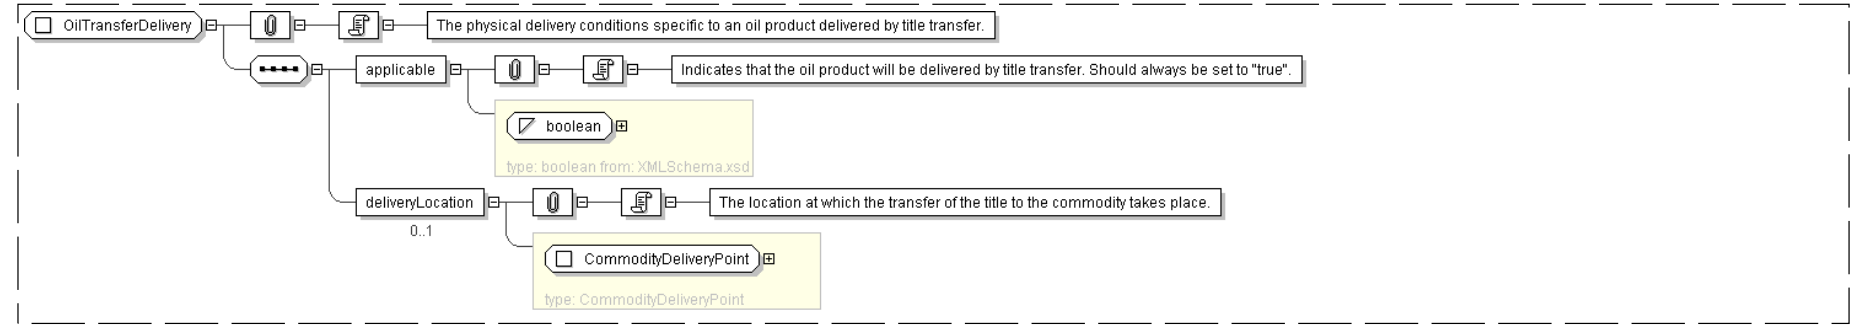 OilTransferDelivery
The physical delivery conditions specific to an oil product delivered by title transfer.
applicable
Indicates that the oil product will be delivered by title transfer. Should always be set to "true".
boolean
type: boolean from: XMLSchema.xsd
deliveryLocation
The location at which the transfer of the title to the commodity takes place.
0..1
CommodityDeliveryPoint
type: CommodityDeliveryPoint